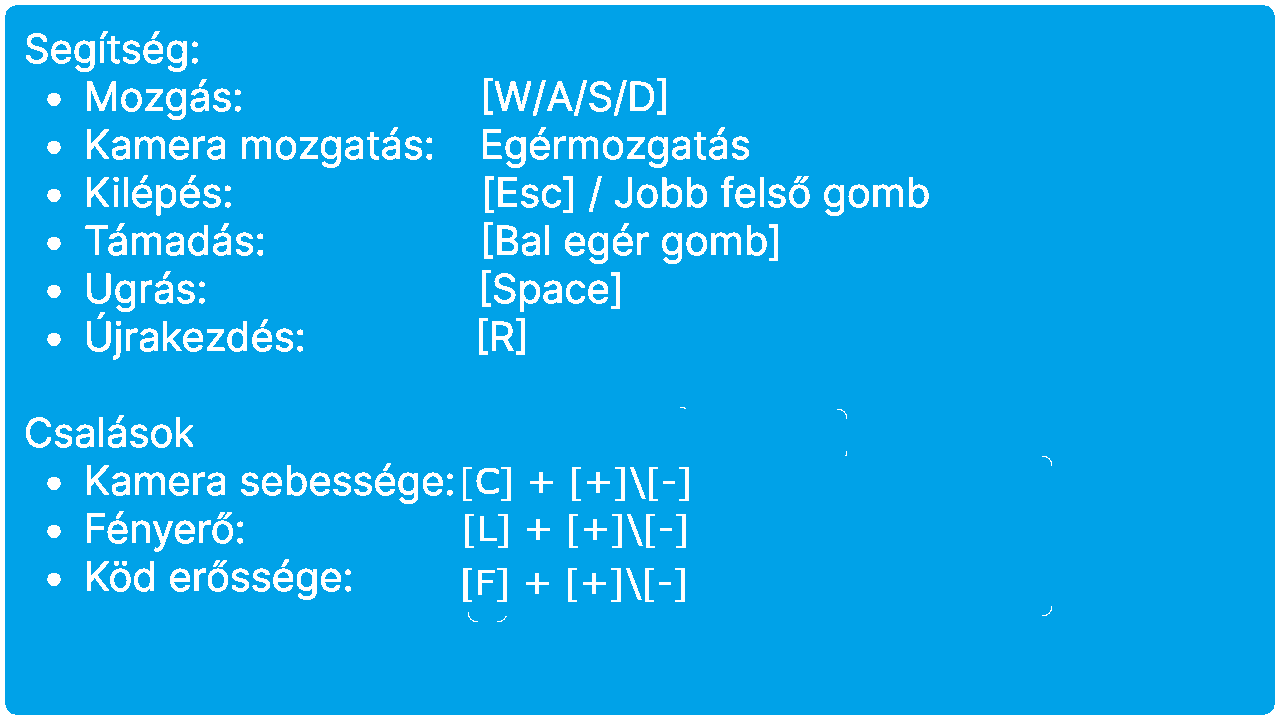 Segítség:
• Mozgás: [W/A/S/D]
• Kamera mozgatás: Egérmozgatás
• Kilépés: [Esc] / Jobb felső gomb
• Támadás: [Bal egér gomb]
• Ugrás: [Space]
• Újrakezdés: [R]
Csalások
• Kamera sebessége: [C] + [+]\[-]
• Fényerő: [L] + [+]\[-]
• Köd erőssége: [F] + [+]\[-]